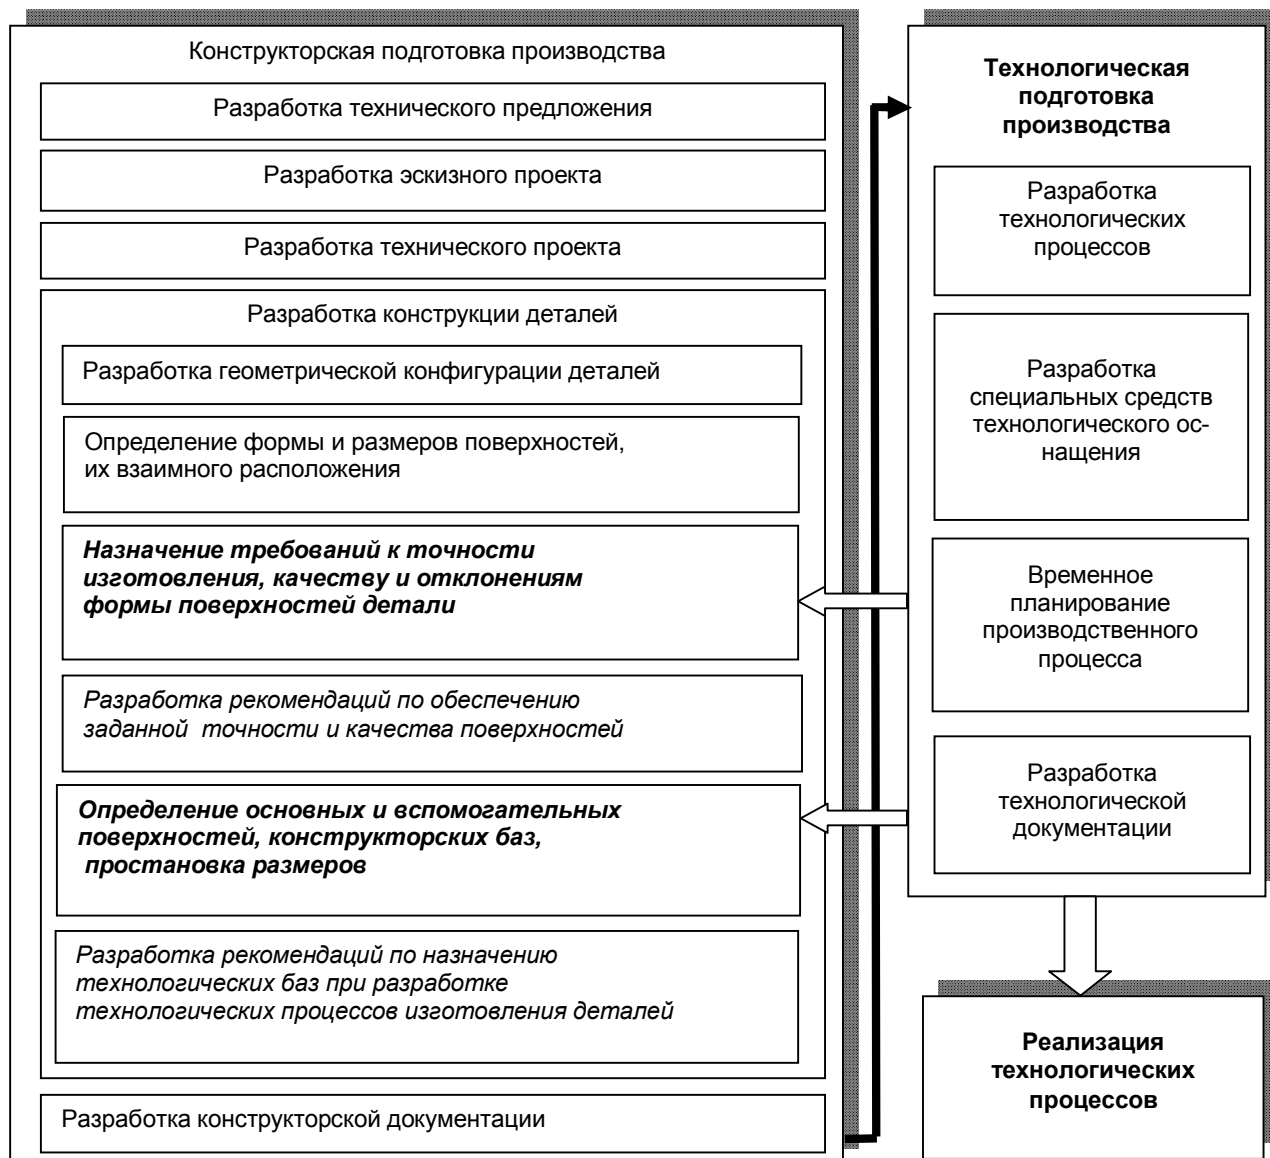 Конструкторская подготовка производства
Разработка технического предложения
Разработка эскизного проекта
Разработка технического проекта
Разработка конструкции деталей
Разработка геометрической конфигурации деталей
Определение формы и размеров поверхностей,
их взаимного расположения
Назначение требований к точности
изготовления, качеству и отклонениям
формы поверхностей детали
Разработка рекомендаций по обеспечению
заданной точности и качества поверхностей
Определение основных и вспомогательных
поверхностей, конструкторских баз,
простановка размеров
Разработка рекомендаций по назначению
технологических баз при разработке
технологических процессов изготовления деталей
Разработка конструкторской документации
Технологическая
подготовка
производства
Разработка
технологических
процессов
Разработка
специальных средств
технологического ос-
нащения
Временное
планирование
производственного
процесса
Разработка
технологической
документации
Реализация
технологических
процессов